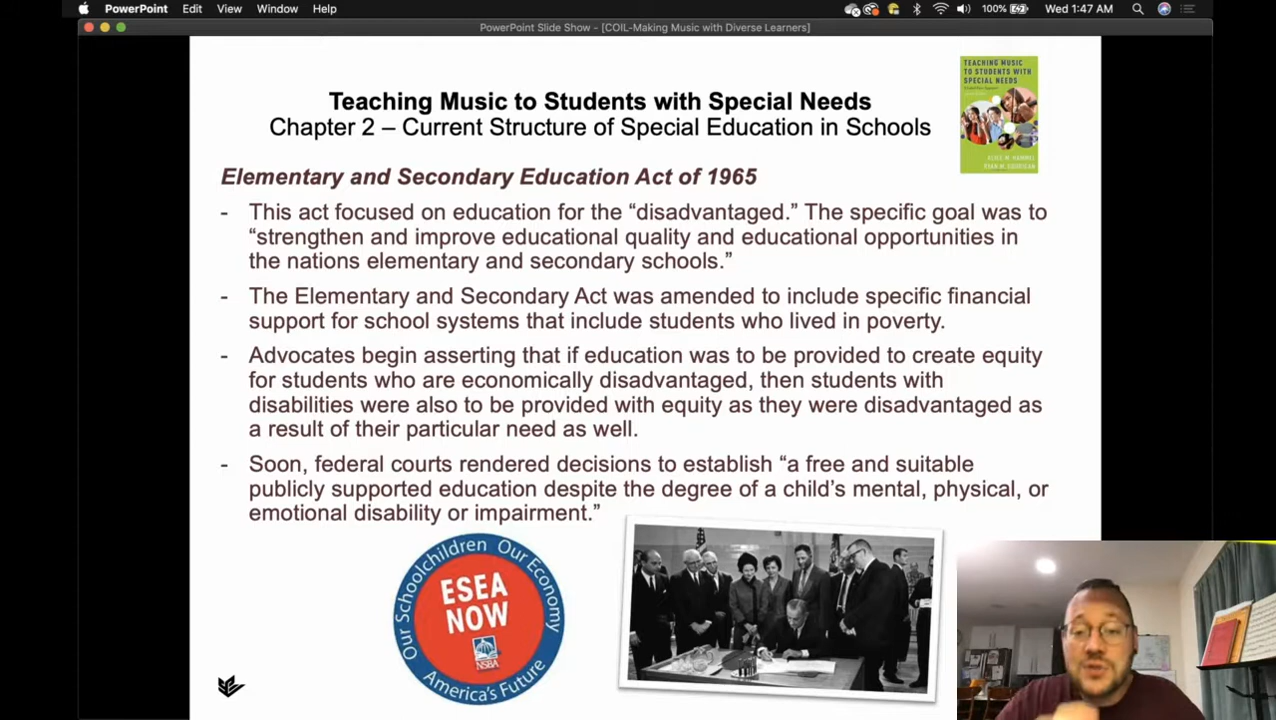 PowerPoint Edit View Window Help 100% Wed 1:47 AM
PowerPoint Slide Show - [COIL-Making Music with Diverse Learners]
Teaching Music to Students with Special Needs
Chapter 2 – Current Structure of Special Education in Schools
TEACHING MUSIC
TO STUDENTS WITH
SPECIAL NEEDS
ALICE M. HAMMEL
RYAN M. HOURIGAN
Elementary and Secondary Education Act of 1965
- This act focused on education for the “disadvantaged.” The specific goal was to
“strengthen and improve educational quality and educational opportunities in
the nations elementary and secondary schools.”
- The Elementary and Secondary Act was amended to include specific financial
support for school systems that include students who lived in poverty.
- Advocates begin asserting that if education was to be provided to create equity
for students who are economically disadvantaged, then students with
disabilities were also to be provided with equity as they were disadvantaged as
a result of their particular need as well.
- Soon, federal courts rendered decisions to establish “a free and suitable
publicly supported education despite the degree of a child’s mental, physical, or
emotional disability or impairment.”
Our Schoolchildren Our Economy
ESEA
NOW
NSBA
America's Future